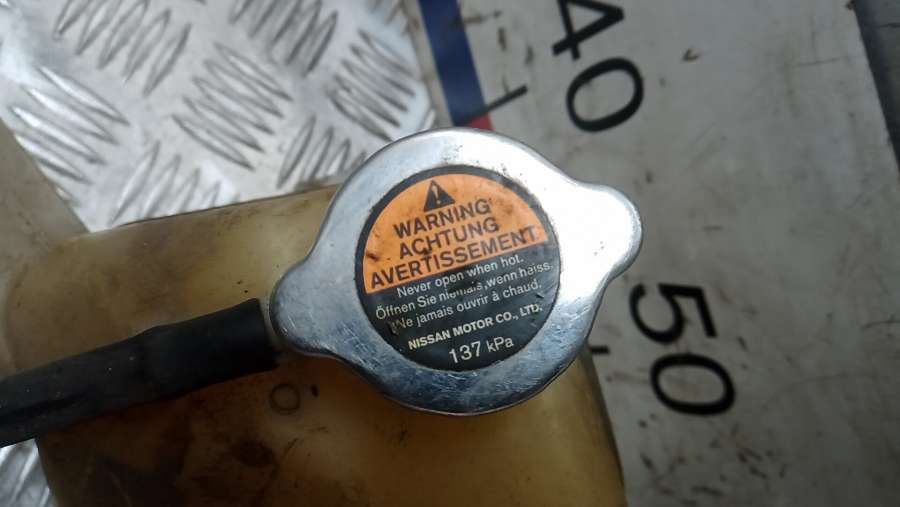 40
WARNING
ACHTUNG
AVERTISSEMENT
Never open when hot.
Öffnen Sie niemals, wenn heiss.
Ne jamais ouvrir à chaud.
NISSAN MOTOR CO., LTD.
137 kPa
50